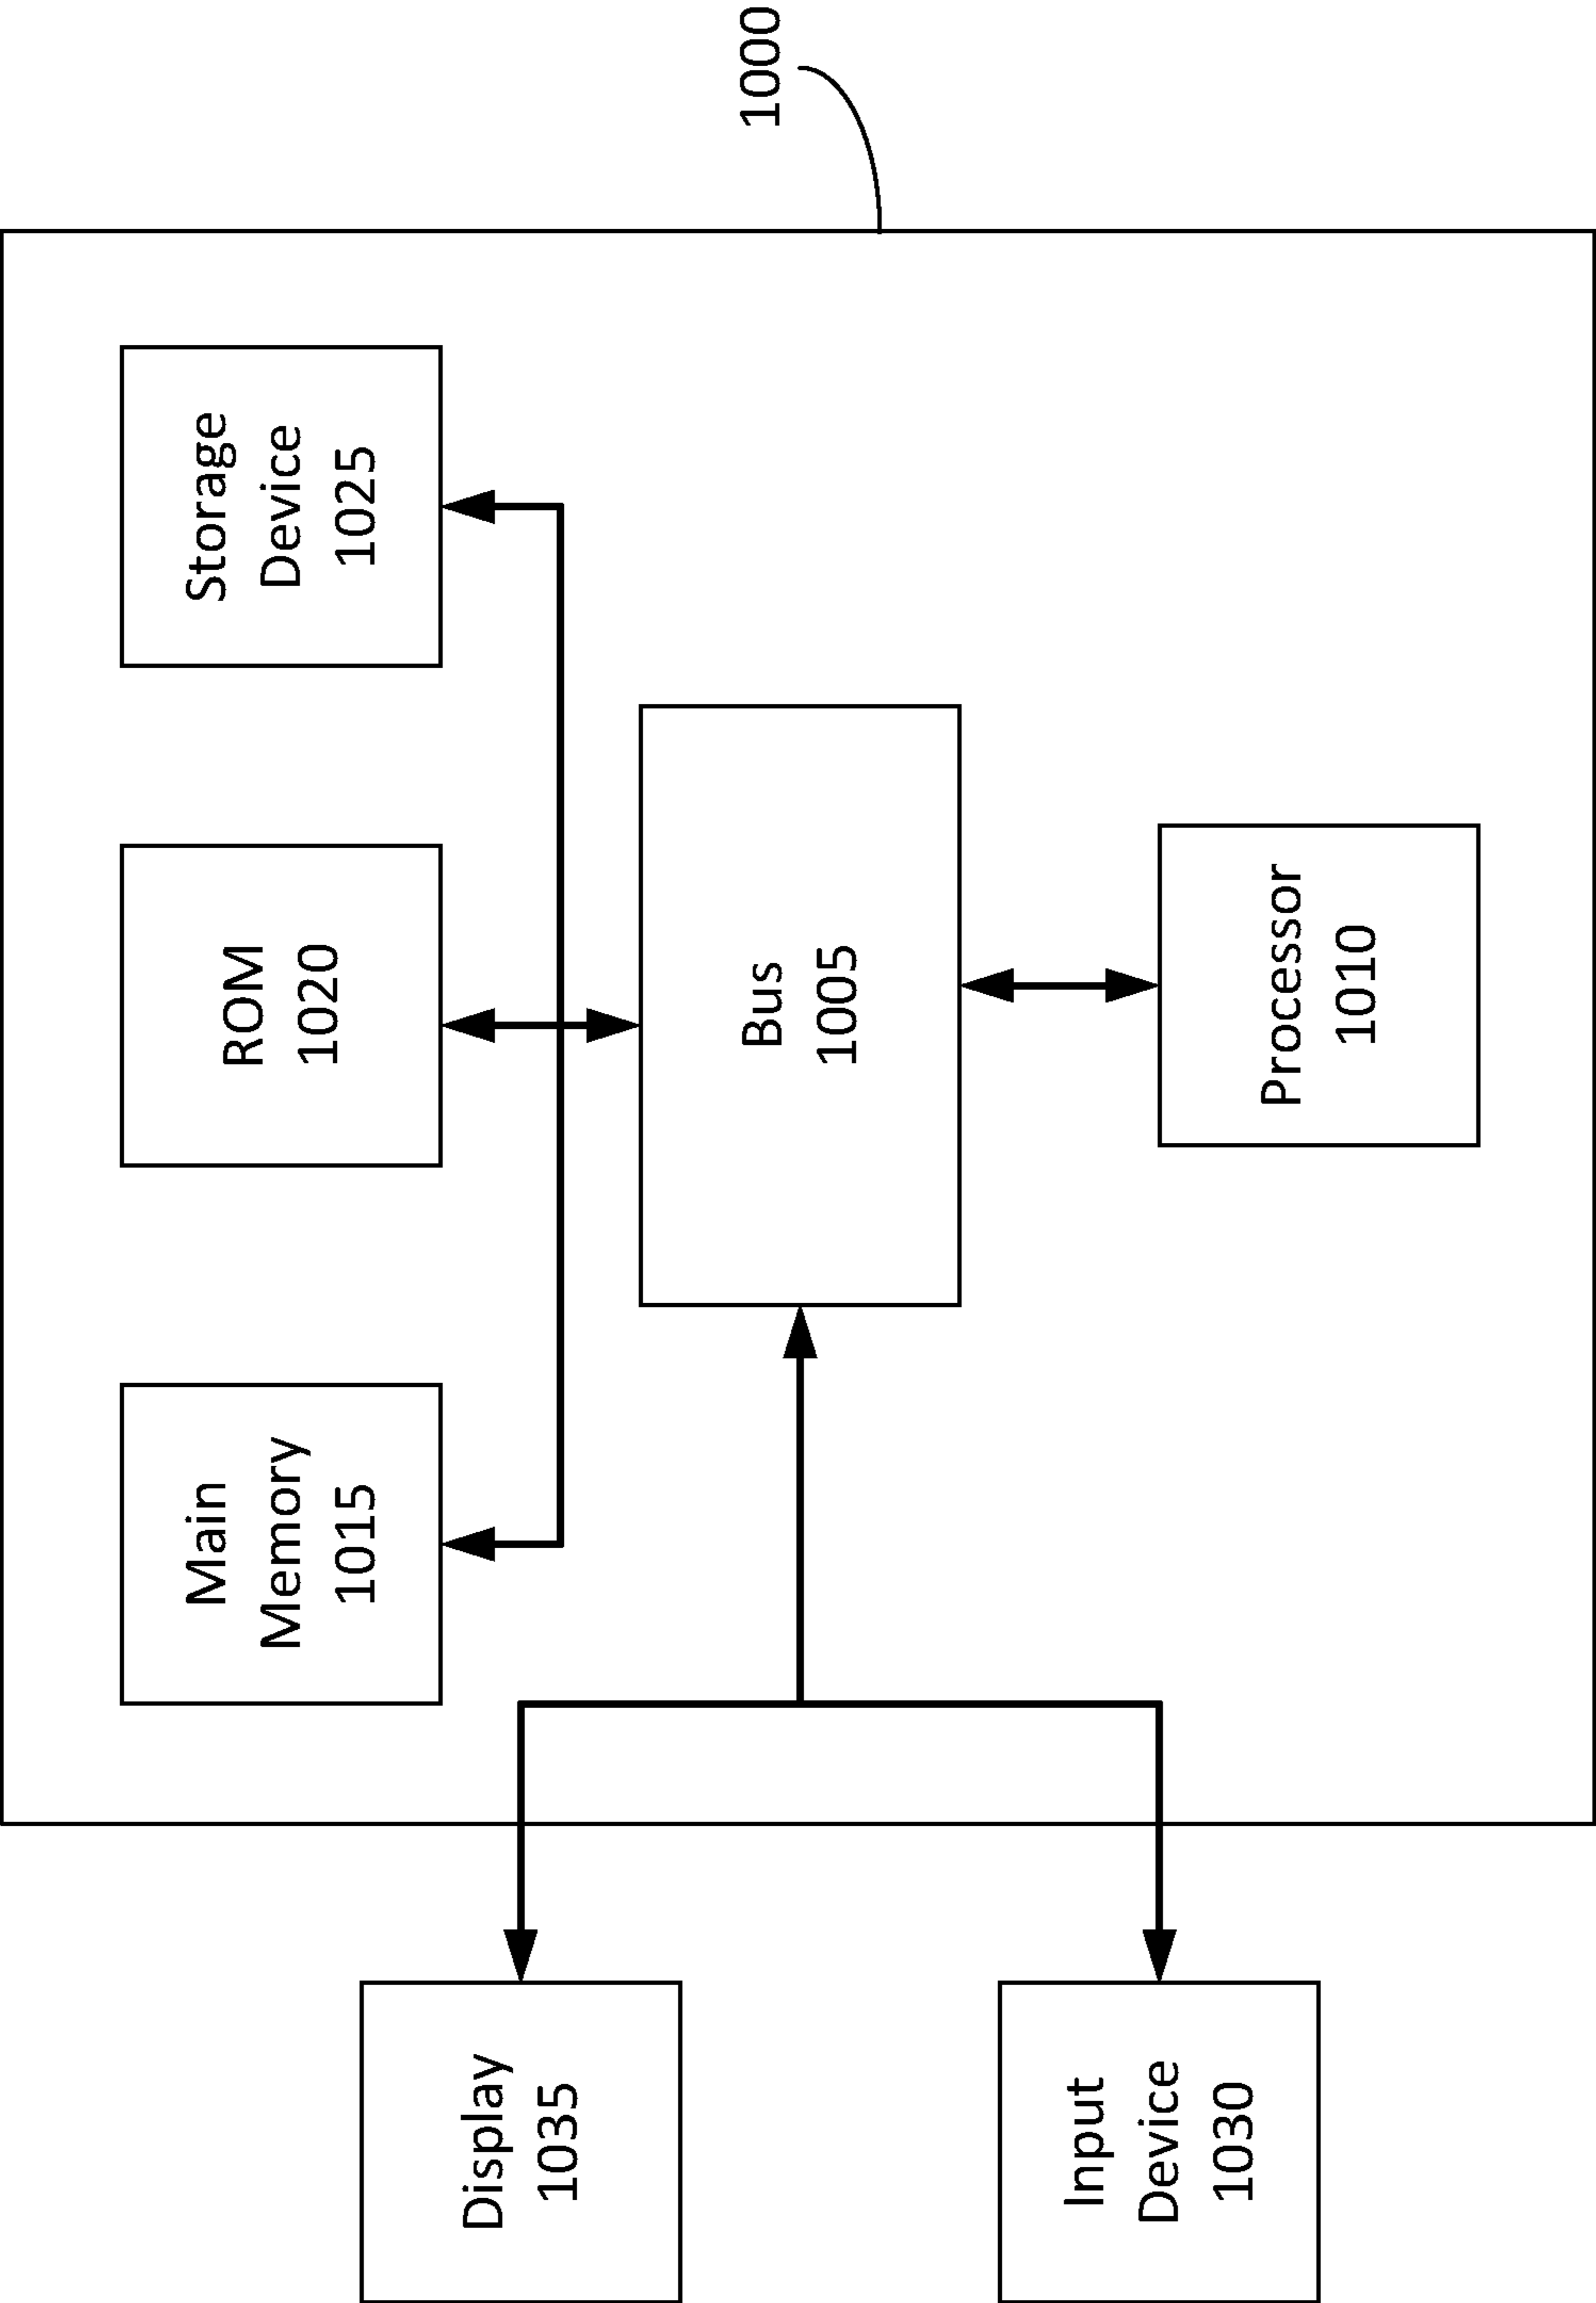 1000
Main
Memory
1015
ROM
1020
Storage
Device
1025
Display
1035
Bus
1005
Input
Device
1030
Processor
1010